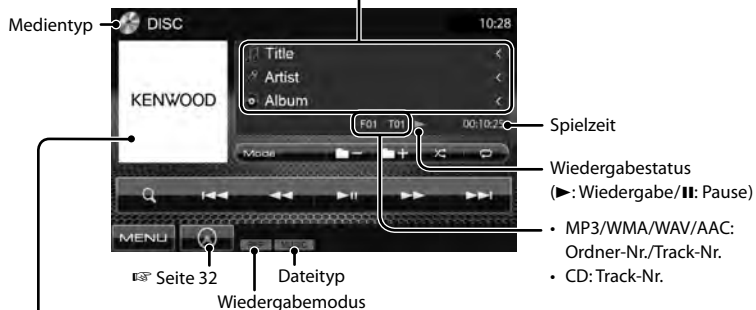 Medientyp
DISC
10:28
Title
Artist
KENWOOD
Album
F01 T01
00:10:25
Spielzeit
Mode
Wiedergabestatus
(►: Wiedergabe/⏸: Pause)
MENU
• MP3/WMA/WAV/AAC:
Ordner-Nr./Track-Nr.
• CD: Track-Nr.
☞ Seite 32
Dateityp
Wiedergabemodus